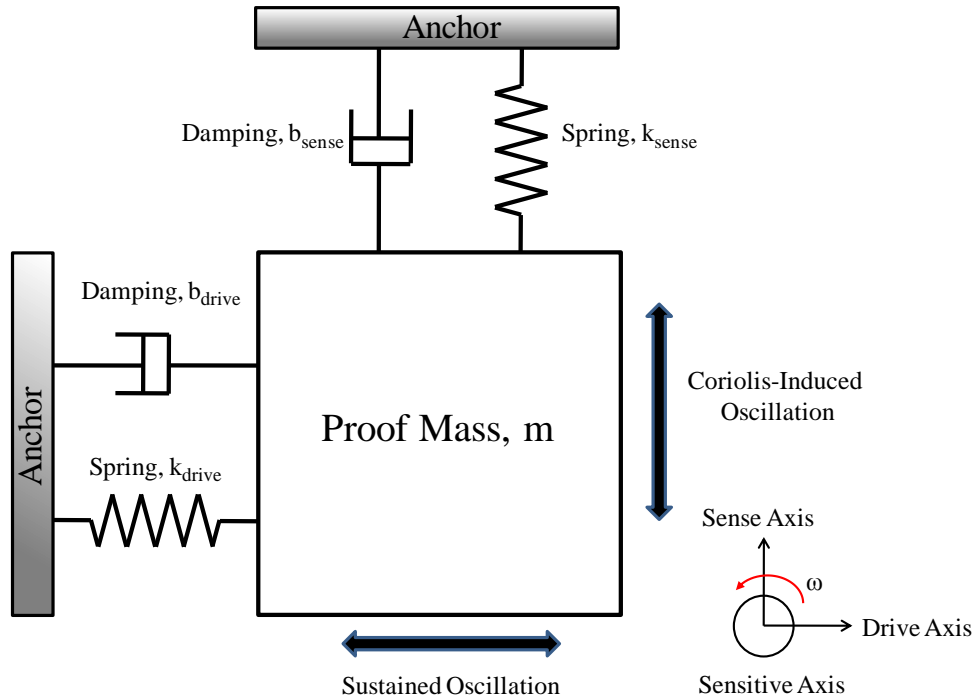 Anchor
Damping, b_sense
Spring, k_sense
Damping, b_drive
Anchor
Proof Mass, m
Coriolis-Induced
Oscillation
Spring, k_drive
Sense Axis
ω
Drive Axis
Sensitive Axis
Sustained Oscillation